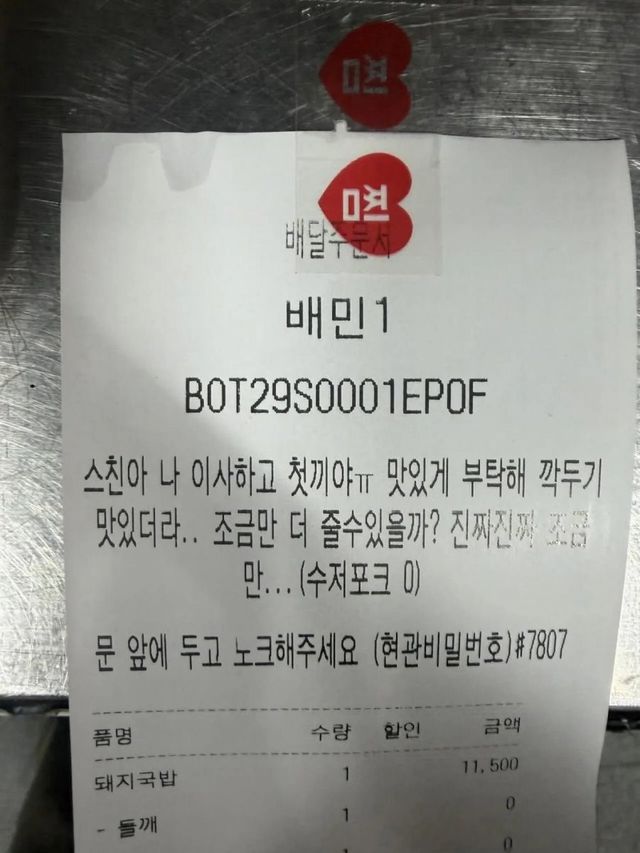 찜
찜
배달주문서
배민1
B0T29S0001EP0F
스친아 나 이사하고 첫끼야ㅠ 맛있게 부탁해 깍두기
맛있더라.. 조금만 더 줄수있을까? 진짜진짜 조금
만...(수저포크 O)
문 앞에 두고 노크해주세요 (현관비밀번호)#7807
품명 수량 할인 금액
돼지국밥 1 11,500
- 들깨 1 0
1 0